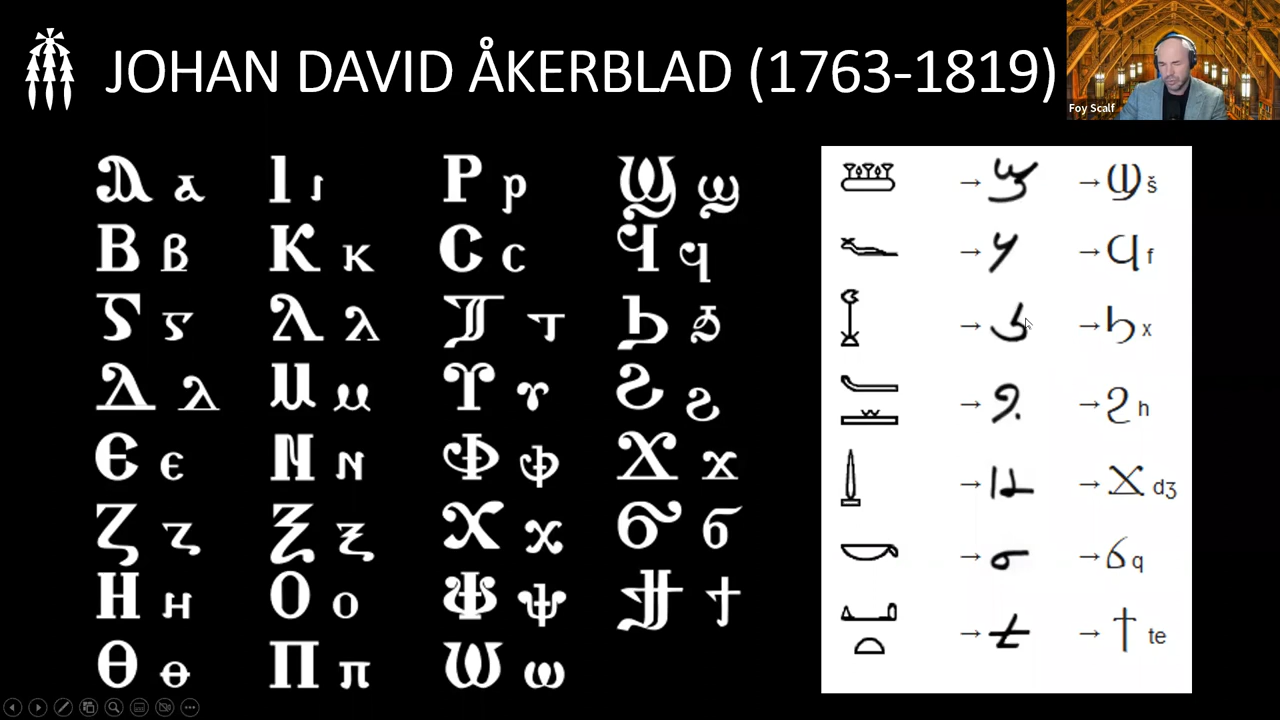 JOHAN DAVID ÅKERBLAD (1763-1819)
Foy Scalf
Ⲁ ⲁ Ⲓ ⲓ Ⲣ ⲣ Ϣ ϣ
Ⲃ ⲃ Ⲕ ⲕ Ⲥ ⲥ Ϥ ϥ
Ⲋ ⲋ Ⲗ ⲗ Ⲧ ⲧ Ϧ ϧ
Ⲇ ⲇ Ⲙ ⲙ Ⲩ ⲩ Ϩ ϩ
Ⲉ ⲉ Ⲛ ⲛ Ⲫ ⲫ Ϫ ϫ
Ⲍ ⲍ Ⲝ ⲝ Ⲭ ⲭ Ϭ ϭ
Ⲏ ⲏ Ⲟ ⲟ Ⲯ ⲯ Ϯ ϯ
Ⲑ ⲑ Ⲡ ⲡ Ⲱ ⲱ
→ → Ϣ š
→ → Ϥ f
→ → Ϧ x
→ → Ϩ h
→ → Ϫ dʒ
→ → Ϭ q
→ → Ϯ te